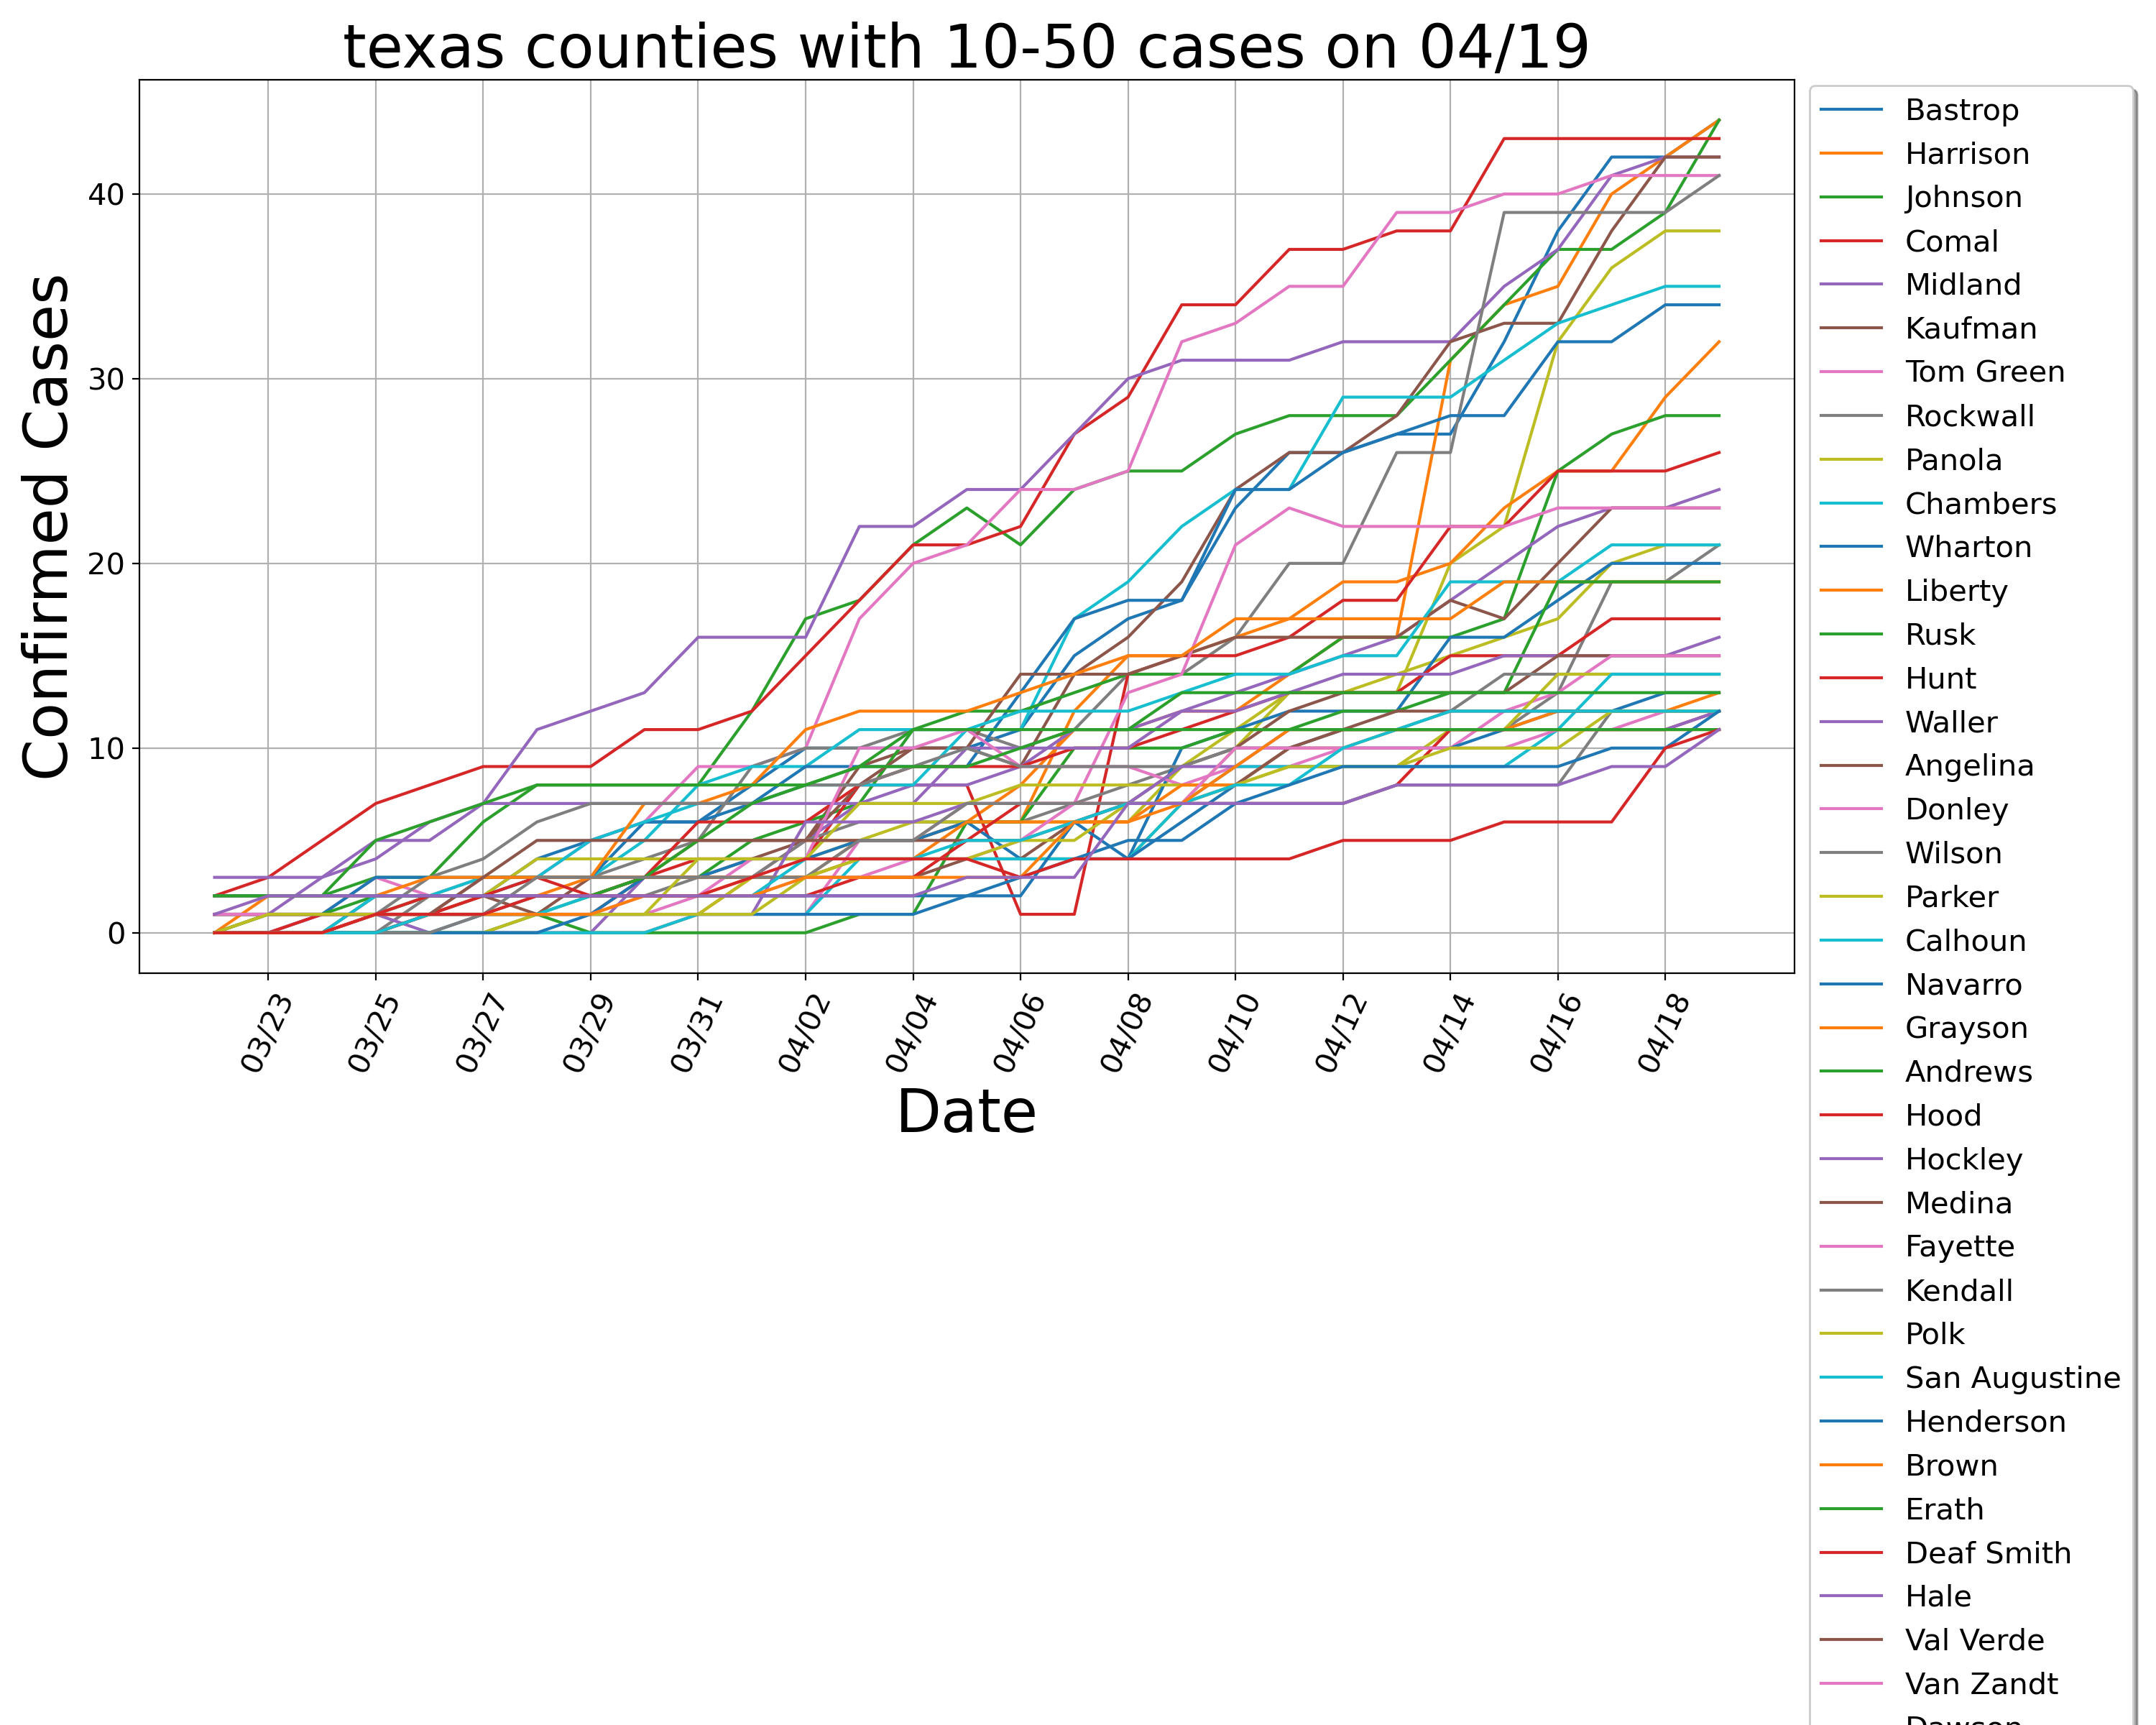 texas counties with 10-50 cases on 04/19
Confirmed Cases
40
30
20
10
0
03/23
03/25
03/27
03/29
03/31
04/02
04/04
04/06
04/08
04/10
04/12
04/14
04/16
04/18
Date
Bastrop
Harrison
Johnson
Comal
Midland
Kaufman
Tom Green
Rockwall
Panola
Chambers
Wharton
Liberty
Rusk
Hunt
Waller
Angelina
Donley
Wilson
Parker
Calhoun
Navarro
Grayson
Andrews
Hood
Hockley
Medina
Fayette
Kendall
Polk
San Augustine
Henderson
Brown
Erath
Deaf Smith
Hale
Val Verde
Van Zandt